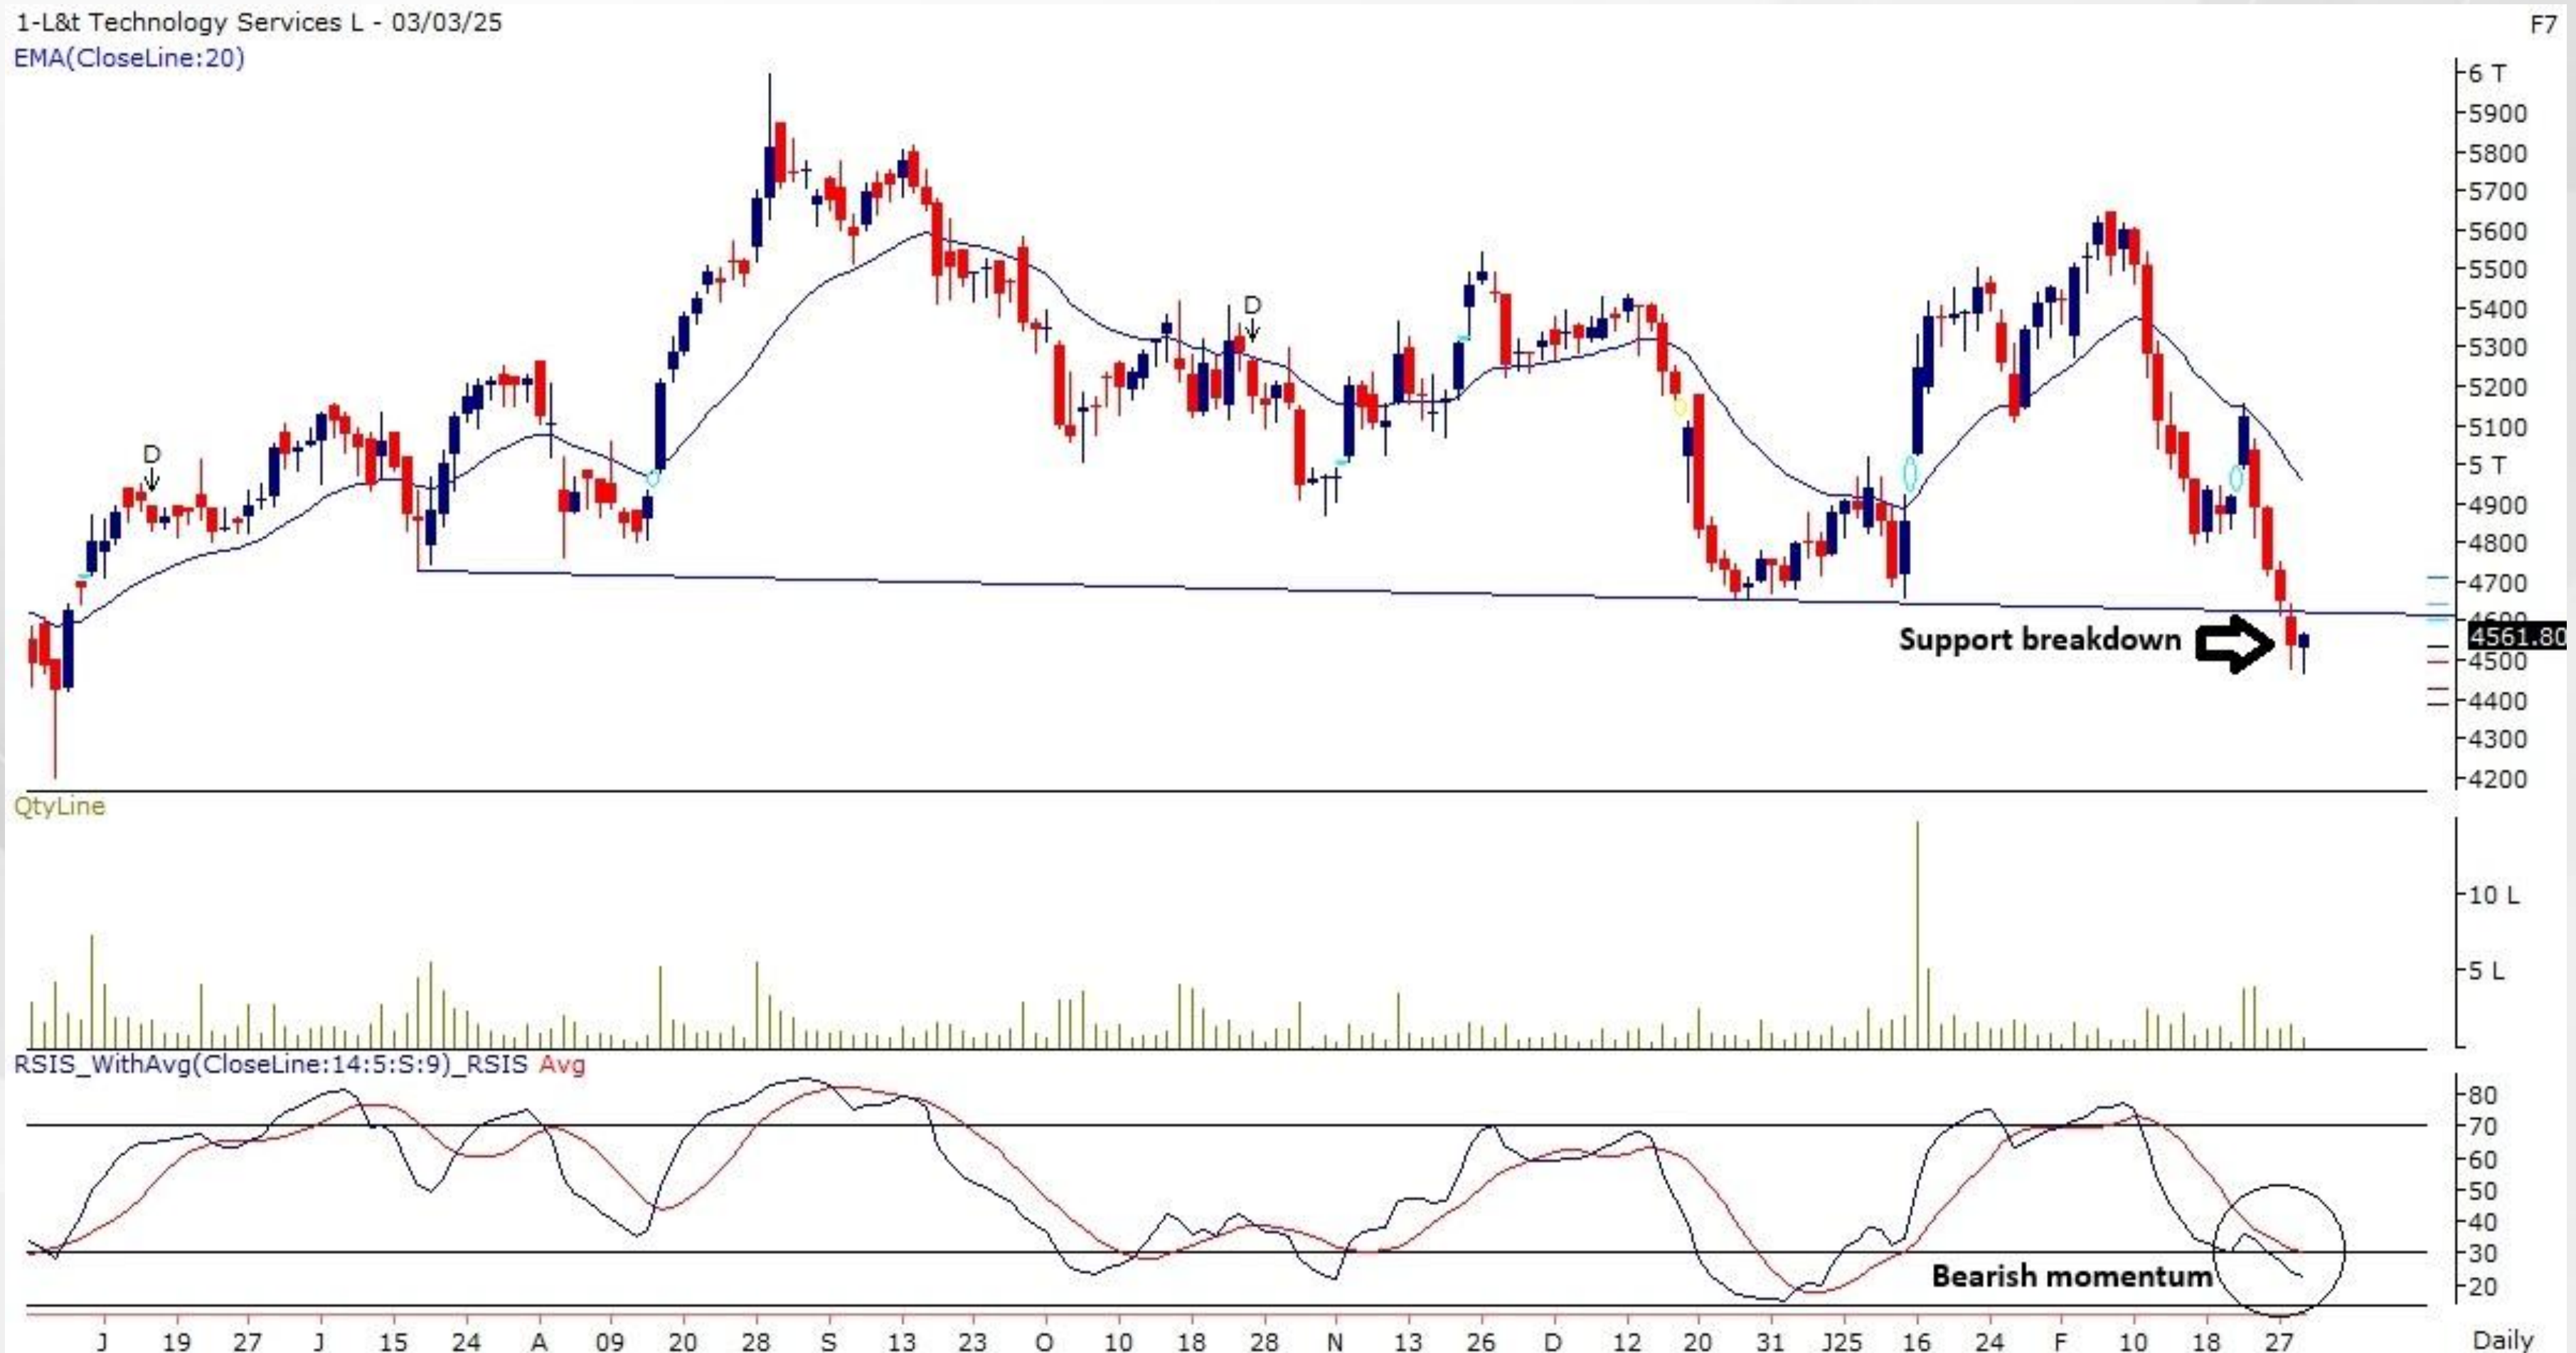 1-L&t Technology Services L - 03/03/25
F7
EMA(CloseLine:20)
6 T
5900
5800
5700
5600
5500
5400
5300
5200
5100
5 T
4900
4800
4700
4600
4561.80
4500
4400
4300
4200
D
D
Support breakdown
QtyLine
10 L
5 L
RSIS_WithAvg(CloseLine:14:5:S:9)_RSIS Avg
80
70
60
50
40
30
20
Bearish momentum
J 19 27 J 15 24 A 09 20 28 S 13 23 O 10 18 28 N 13 26 D 12 20 31 J25 16 24 F 10 18 27 Daily